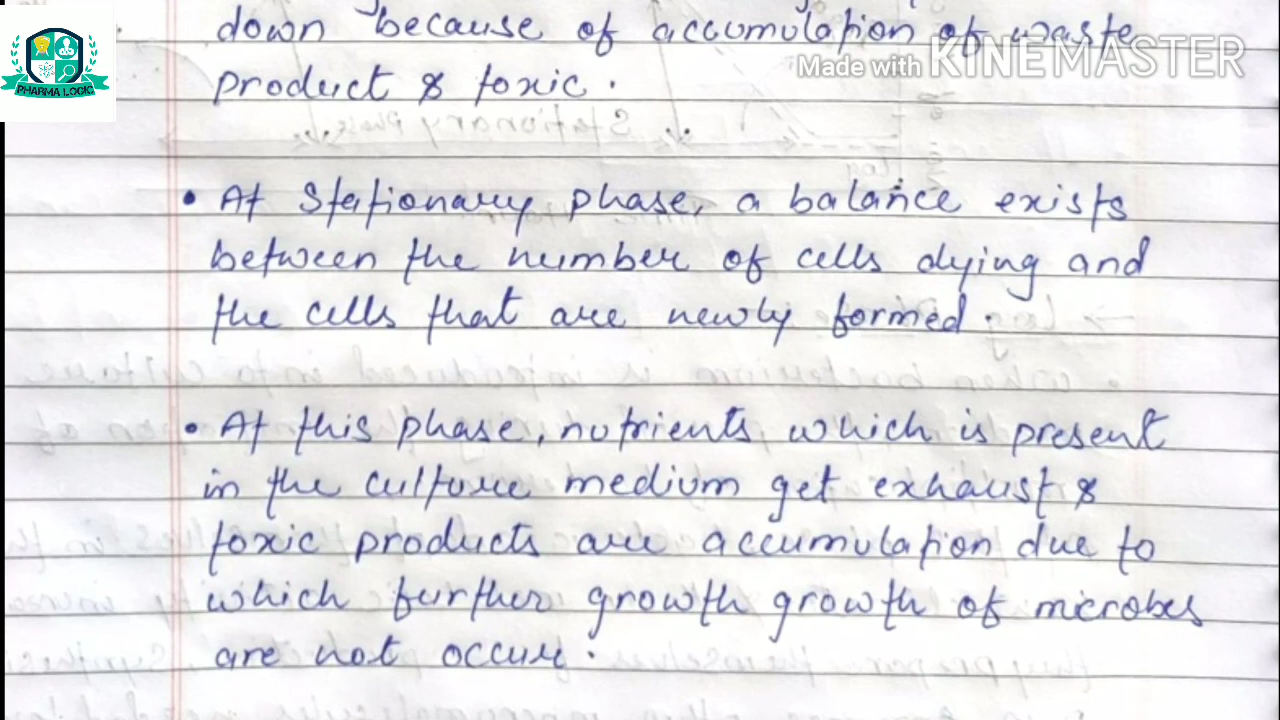 down because of accumulation of waste
Made with KINEMASTER
PHARMA LOGIC
product & toxic.
• At Stationary phase, a balance exists
between the number of cells dying and
the cells that are newly formed.
• At this phase, nutrients, which is present
in the culture medium get exhaust &
toxic products are accumulation due to
which further growth growth of microbes
are not occur.